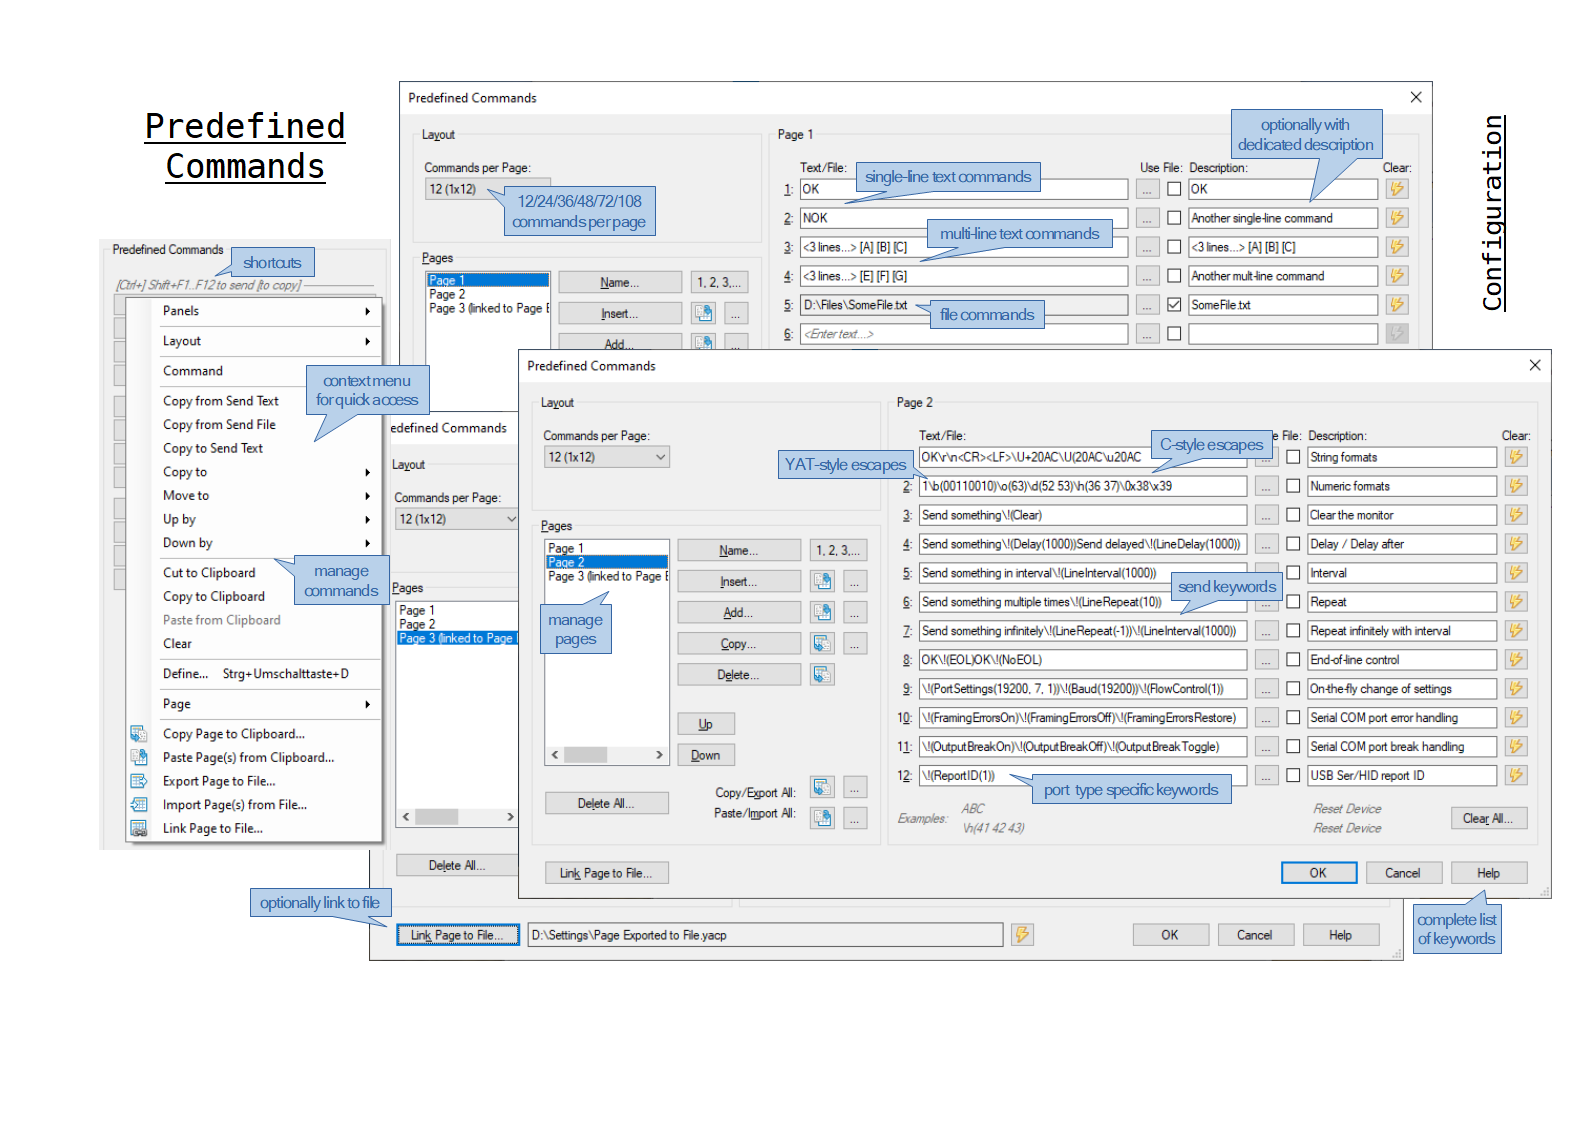 Predefined
Commands
Configuration
Predefined Commands
Layout
Commands per Page:
12 (1x12)
12/24/36/48/72/108
commands per page
Pages
Page 1
Page 2
Page 3 (linked to Page E
Name...
1, 2, 3,...
Insert...
...
Add...
...
Page 1
Text/File:
Use File:
Description:
Clear:
single-line text commands
optionally with
dedicated description
1: OK ... OK
2: NOK ... Another single-line command
multi-line text commands
3: <3 lines...> [A] [B] [C] ... <3 lines...> [A] [B] [C]
4: <3 lines...> [E] [F] [G] ... Another mult-line command
5: D:\Files\SomeFile.txt ... SomeFile.txt
file commands
6: <Enter text...> ...
Predefined Commands
shortcuts
[Ctrl+] Shift+F1..F12 to send [to copy]
Panels
Layout
Command
context menu
for quick access
Copy from Send Text
Copy from Send File
Copy to Send Text
Copy to
Move to
Up by
Down by
manage
commands
Cut to Clipboard
Copy to Clipboard
Paste from Clipboard
Clear
Define... Strg+Umschalttaste+D
Page
Copy Page to Clipboard...
Paste Page(s) from Clipboard...
Export Page to File...
Import Page(s) from File...
Link Page to File...
edefined Commands
Layout
Commands per Page:
12 (1x12)
Pages
Page 1
Page 2
Page 3 (linked to Page
Delete All...
optionally link to file
Link Page to File...
D:\Settings\Page Exported to File.yacp
OK
Cancel
Help
Predefined Commands
Layout
Commands per Page:
12 (1x12)
Pages
Page 1
Page 2
Page 3 (linked to Page E
manage
pages
Name...
1, 2, 3,...
Insert...
...
Add...
...
Copy...
...
Delete...
Up
Down
Delete All...
Copy/Export All:
...
Paste/Import All:
...
Link Page to File...
Page 2
Text/File:
e File:
Description:
Clear:
C-style escapes
YAT-style escapes
OK\r\n<CR><LF>\U+20AC\U(20AC\u20AC ... String formats
2: 1\b(00110010)\o(63)\d(52 53)\h(36 37)\0x38\x39 ... Numeric formats
3: Send something\!(Clear) ... Clear the monitor
4: Send something\!(Delay(1000))Send delayed\!(LineDelay(1000)) ... Delay / Delay after
5: Send something in interval\!(LineInterval(1000)) ... Interval
send keywords
6: Send something multiple times\!(LineRepeat(10)) ... Repeat
7: Send something infinitely\!(LineRepeat(-1))\!(LineInterval(1000)) ... Repeat infinitely with interval
8: OK\!(EOL)OK\!(NoEOL) ... End-of-line control
9: \!(PortSettings(19200, 7, 1))\!(Baud(19200))\!(FlowControl(1)) ... On-the-fly change of settings
10: \!(FramingErrorsOn)\!(FramingErrorsOff)\!(FramingErrorsRestore) ... Serial COM port error handling
11: \!(OutputBreakOn)\!(OutputBreakOff)\!(OutputBreakToggle) ... Serial COM port break handling
12: \!(ReportID(1)) ... USB Ser/HID report ID
port type specific keywords
Examples:
ABC
\h(41 42 43)
Reset Device
Reset Device
Clear All...
OK
Cancel
Help
complete list
of keywords